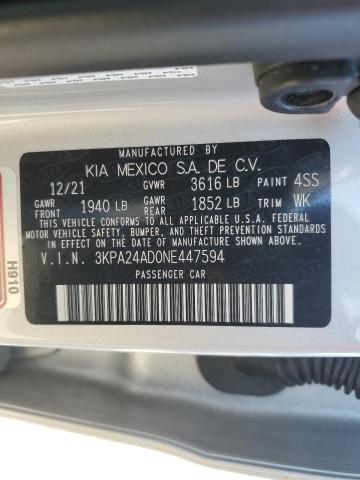 MANUFACTURED BY
KIA MEXICO S.A. DE C.V.
12/21 GVWR 3616 LB PAINT 4SS
GAWR FRONT 1940 LB GAWR REAR 1852 LB TRIM WK
THIS VEHICLE CONFORMS TO ALL APPLICABLE U.S.A. FEDERAL
MOTOR VEHICLE SAFETY, BUMPER, AND THEFT PREVENTION STANDARDS
IN EFFECT ON THE DATE OF MANUFACTURE SHOWN ABOVE.
V.I.N. 3KPA24AD0NE447594
PASSENGER CAR
H910